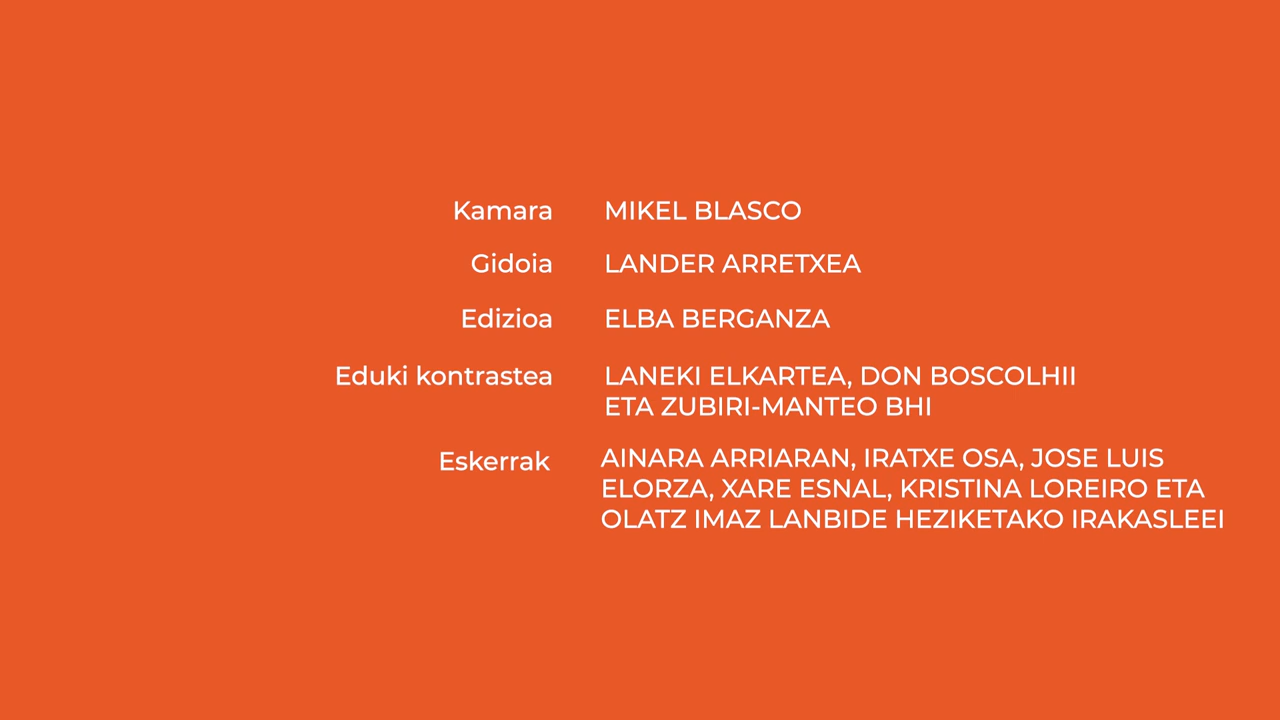 Kamara MIKEL BLASCO
Gidoia LANDER ARRETXEA
Edizioa ELBA BERGANZA
Eduki kontrastea LANEKI ELKARTEA, DON BOSCOLHII
ETA ZUBIRI-MANTEO BHI
Eskerrak AINARA ARRIARAN, IRATXE OSA, JOSE LUIS
ELORZA, XARE ESNAL, KRISTINA LOREIRO ETA
OLATZ IMAZ LANBIDE HEZIKETAKO IRAKASLEEI